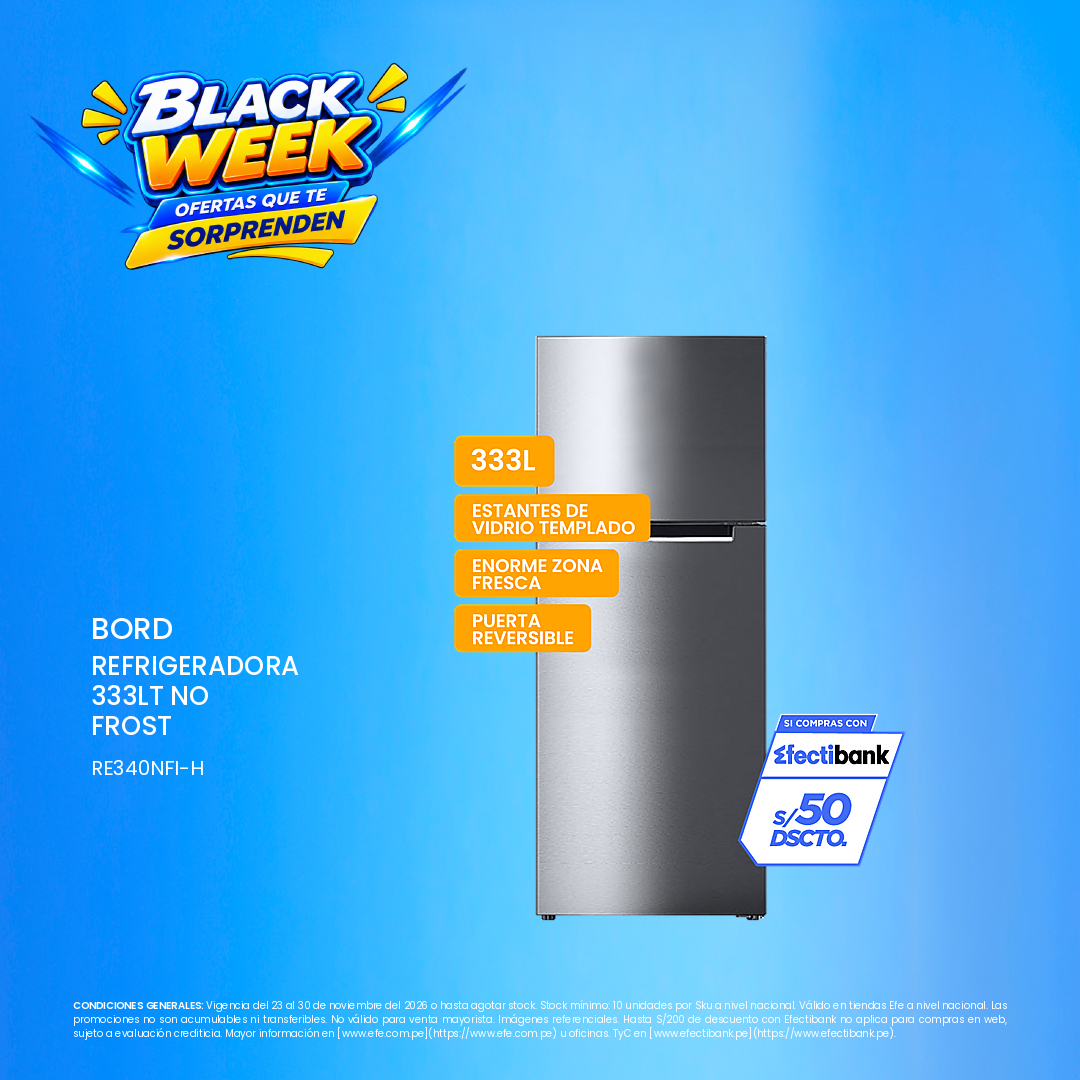 BLACK
WEEK
OFERTAS QUE TE
SORPRENDEN
333L
ESTANTES DE
VIDRIO TEMPLADO
ENORME ZONA
FRESCA
PUERTA
REVERSIBLE
BORD
REFRIGERADORA
333LT NO
FROST
RE340NFI-H
SI COMPRAS CON
Efectibank
S/50
DSCTO.
CONDICIONES GENERALES: Vigencia del 23 al 30 de noviembre del 2026 o hasta agotar stock. Stock mínimo: 10 unidades por Sku a nivel nacional. Válido en tiendas Efe a nivel nacional. Las
promociones no son acumulables ni transferibles. No válido para venta mayorista. Imágenes referenciales. Hasta S/200 de descuento con Efectibank no aplica para compras en web,
sujeto a evaluación crediticia. Mayor información en [www.efe.com.pe](https://www.efe.com.pe) u oficinas. TyC en [www.efectibank.pe](https://www.efectibank.pe).